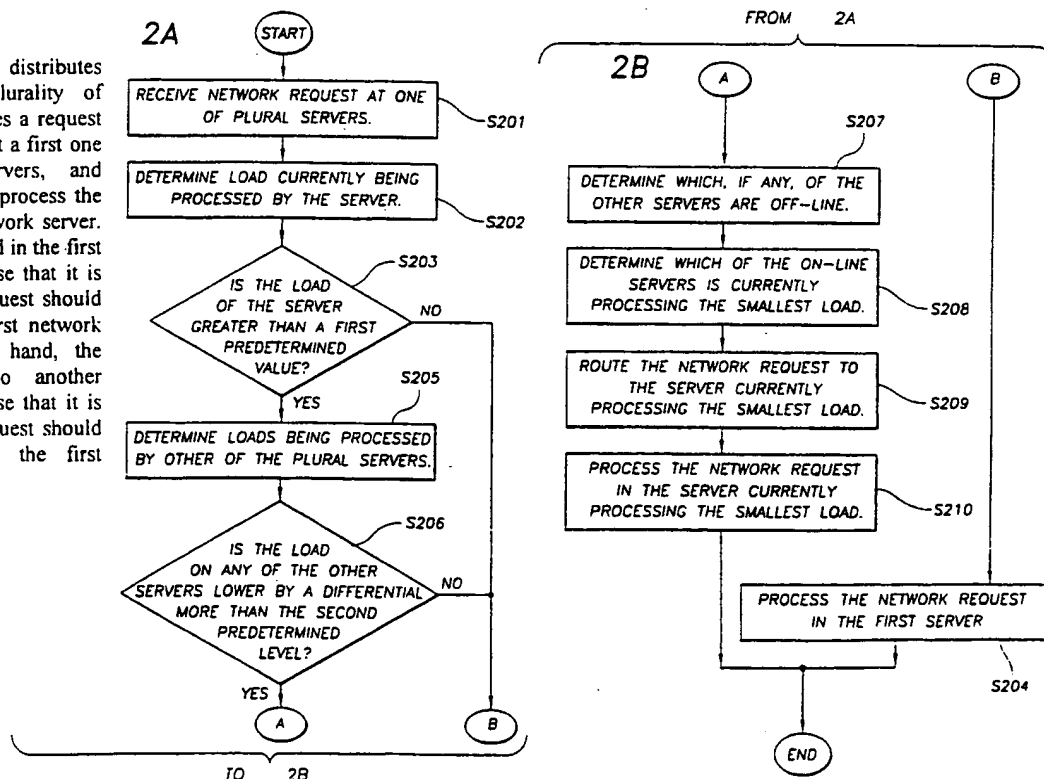 distributes
lurality of
es a request
t a first one
rvers, and
process the
work server.
d in the first
se that it is
quest should
rst network
hand, the
o another
se that it is
quest should
the first
2A
START
RECEIVE NETWORK REQUEST AT ONE
OF PLURAL SERVERS.
S201
DETERMINE LOAD CURRENTLY BEING
PROCESSED BY THE SERVER.
S202
S203
IS THE LOAD
OF THE SERVER
GREATER THAN A FIRST
PREDETERMINED
VALUE?
NO
YES
S205
DETERMINE LOADS BEING PROCESSED
BY OTHER OF THE PLURAL SERVERS.
S206
IS THE LOAD
ON ANY OF THE OTHER
SERVERS LOWER BY A DIFFERENTIAL
MORE THAN THE SECOND
PREDETERMINED
LEVEL?
NO
YES
A
B
TO 2B
FROM 2A
2B
A
B
S207
DETERMINE WHICH, IF ANY, OF THE
OTHER SERVERS ARE OFF-LINE.
DETERMINE WHICH OF THE ON-LINE
SERVERS IS CURRENTLY
PROCESSING THE SMALLEST LOAD.
S208
ROUTE THE NETWORK REQUEST TO
THE SERVER CURRENTLY
PROCESSING THE SMALLEST LOAD.
S209
PROCESS THE NETWORK REQUEST
IN THE SERVER CURRENTLY
PROCESSING THE SMALLEST LOAD.
S210
PROCESS THE NETWORK REQUEST
IN THE FIRST SERVER
S204
END